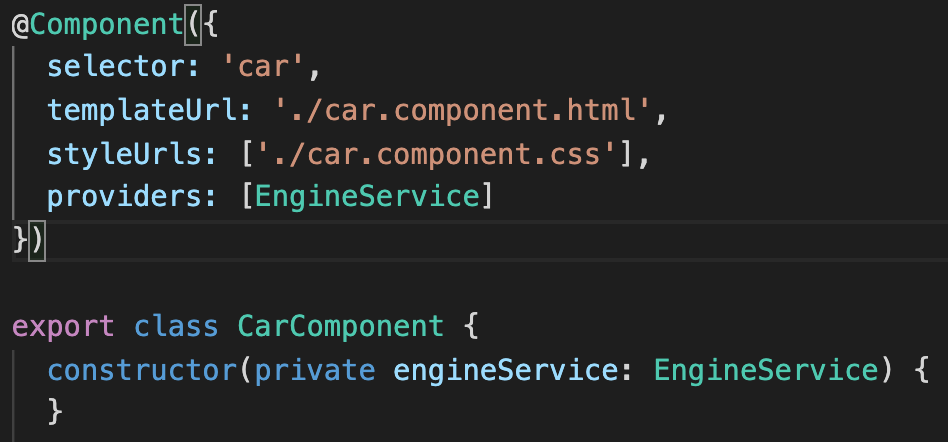 @Component({
  selector: 'car',
  templateUrl: './car.component.html',
  styleUrls: ['./car.component.css'],
  providers: [EngineService]
})
export class CarComponent {
  constructor(private engineService: EngineService) {
  }